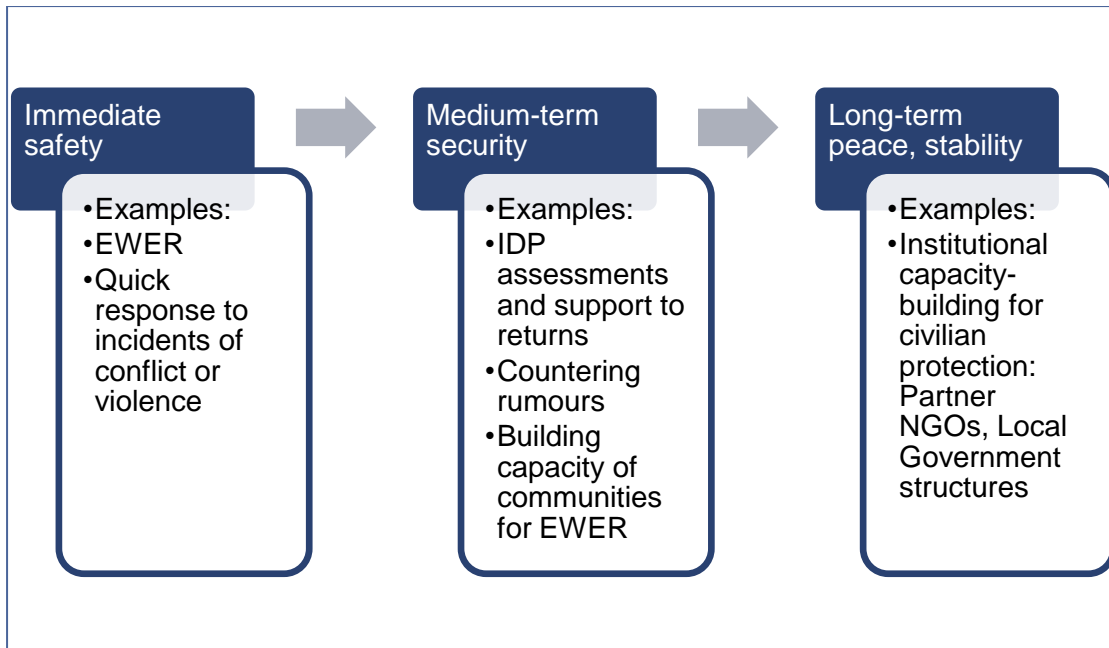 Immediate
safety
•Examples:
•EWER
•Quick
response to
incidents of
conflict or
violence
Medium-term
security
•Examples:
•IDP
assessments
and support to
returns
•Countering
rumours
•Building
capacity of
communities
for EWER
Long-term
peace, stability
•Examples:
•Institutional
capacity-
building for
civilian
protection:
Partner
NGOs, Local
Government
structures